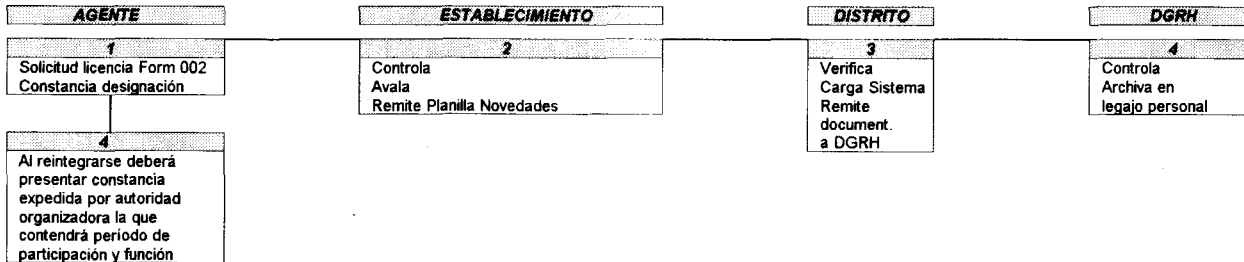 AGENTE
1
Solicitud licencia Form 002
Constancia designación
4
Al reintegrarse deberá
presentar constancia
expedida por autoridad
organizadora la que
contendrá período de
participación y función
ESTABLECIMIENTO
2
Controla
Avala
Remite Planilla Novedades
DISTRITO
3
Verifica
Carga Sistema
Remite
document.
a DGRH
DGRH
4
Controla
Archiva en
legajo personal